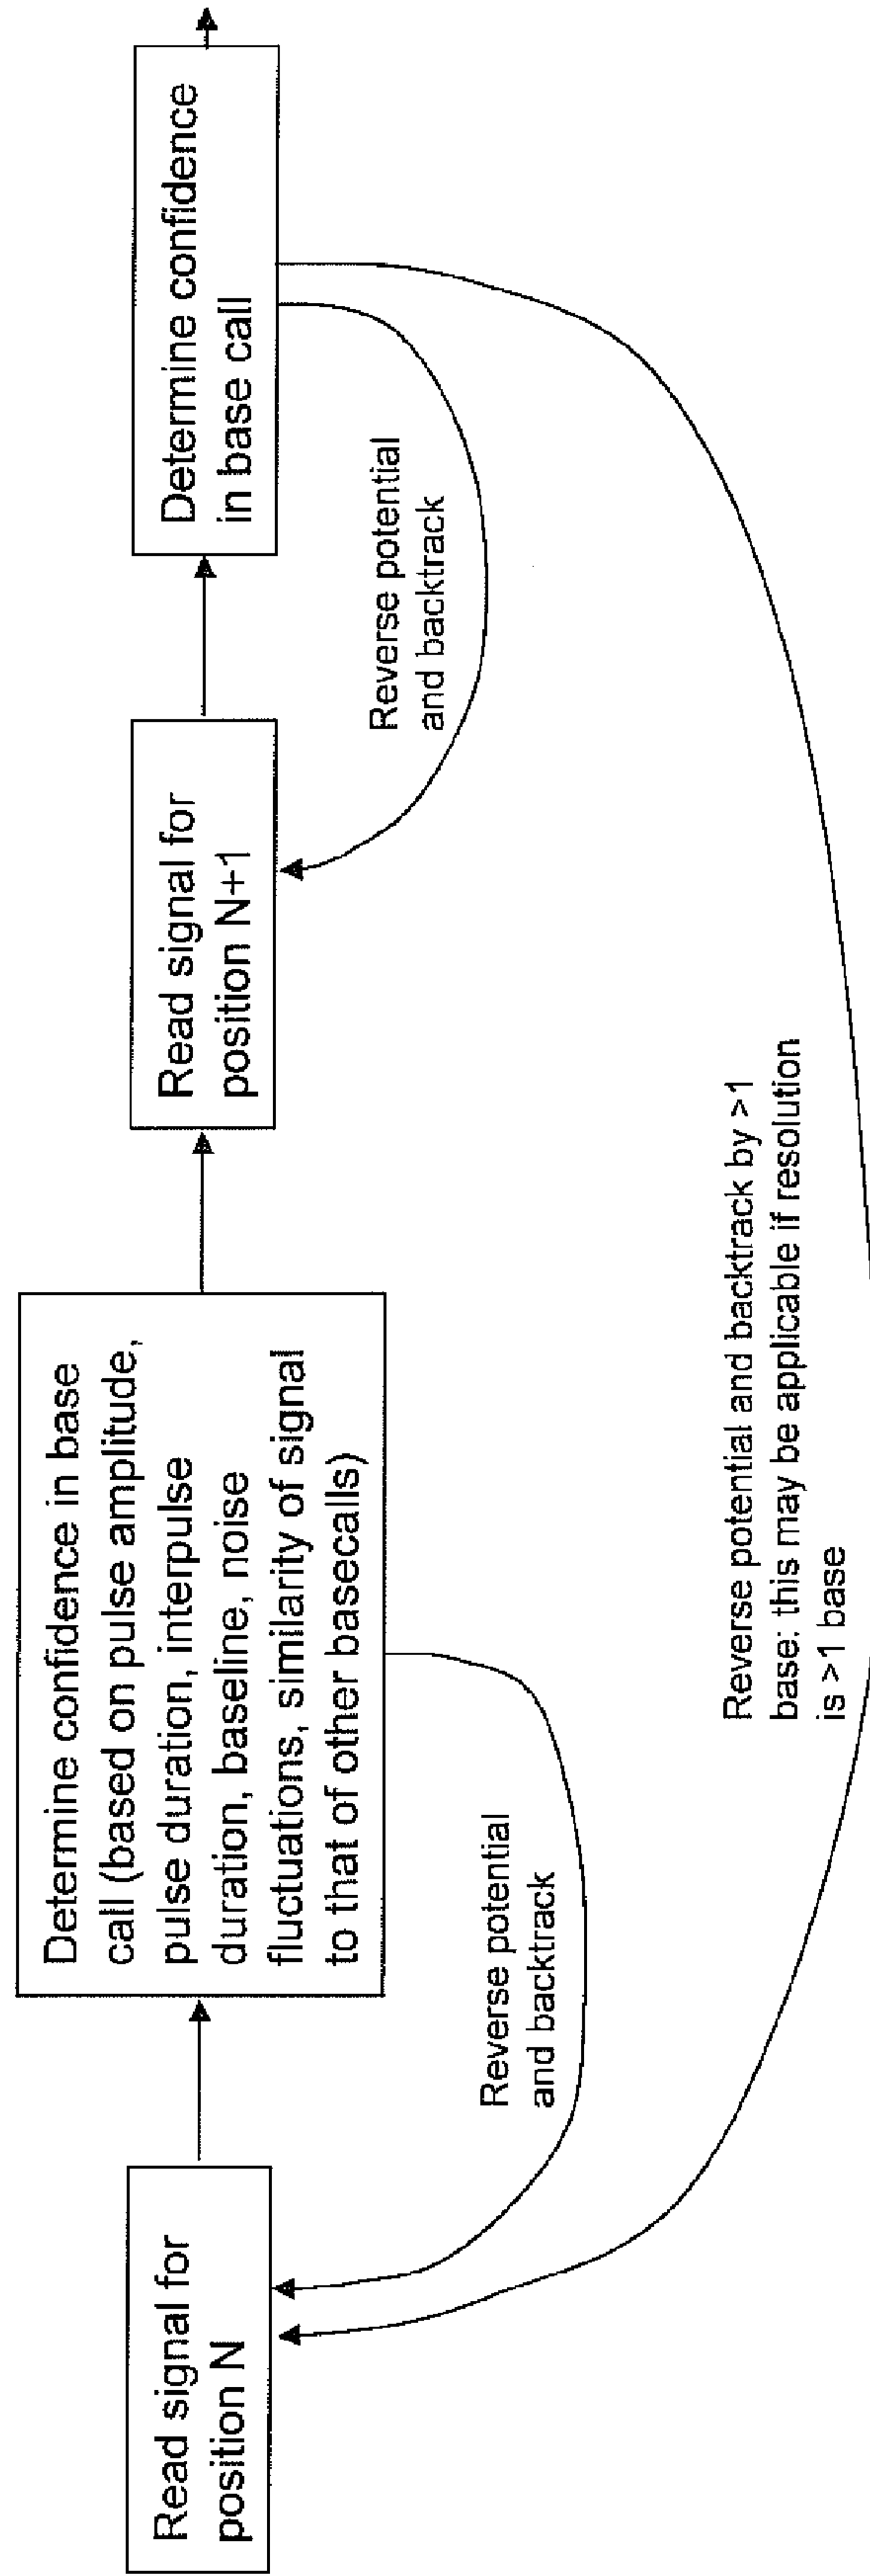 Read signal for
position N
Determine confidence in base
call (based on pulse amplitude,
pulse duration, interpulse
duration, baseline, noise
fluctuations, similarity of signal
to that of other basecalls)
Read signal for
position N+1
Determine confidence
in base call
Reverse potential
and backtrack
Reverse potential
and backtrack
Reverse potential and backtrack by >1
base: this may be applicable if resolution
is >1 base